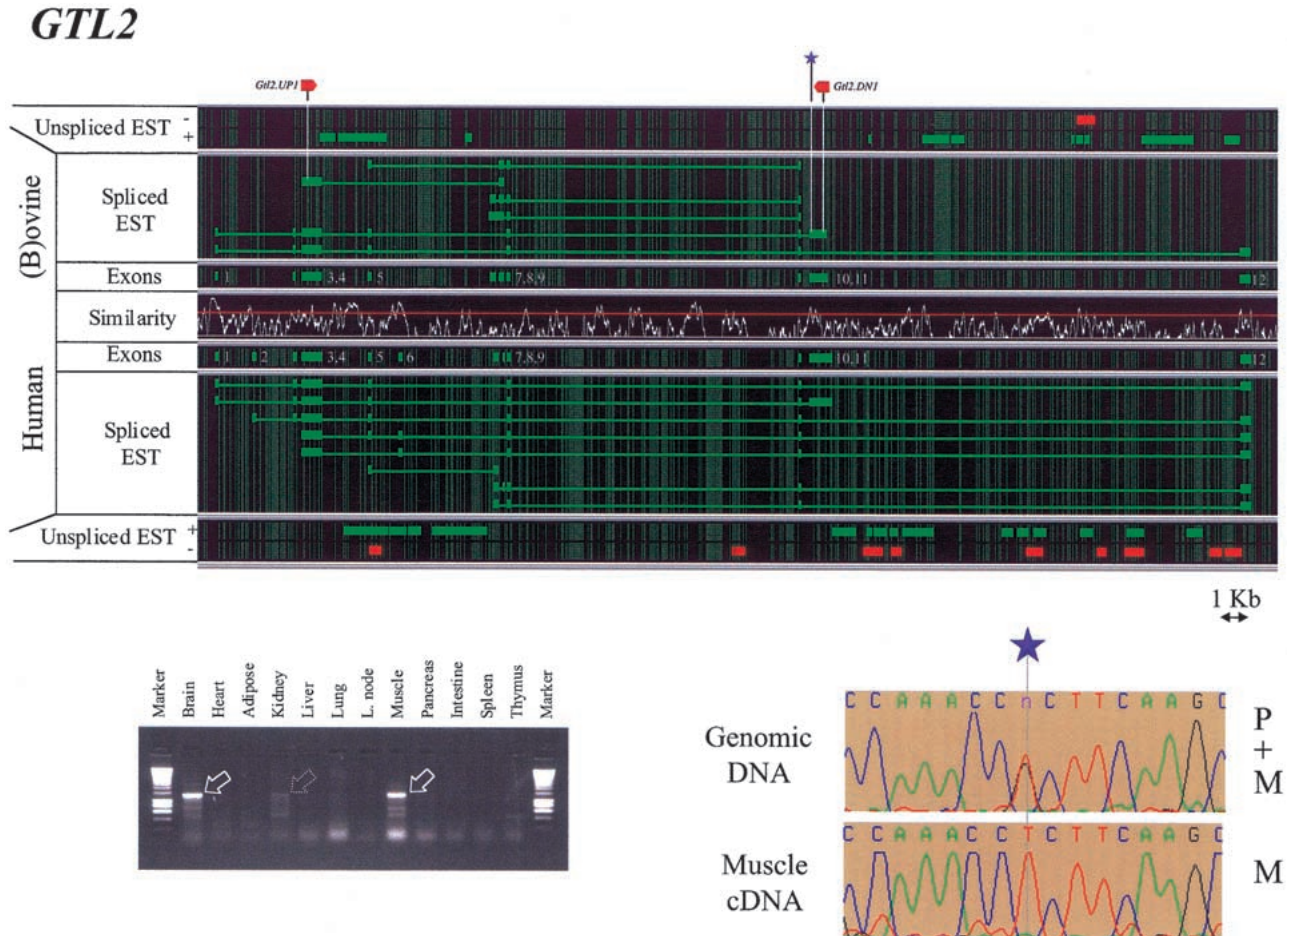 GTL2
Gtl2.UP1
Gtl2.DN1
Unspliced EST - +
(B)ovine
Spliced
EST
Exons 1 3,4 5 7,8,9 10,11 12
Similarity
Exons 1 2 3,4 5 6 7,8,9 10,11 12
Human
Spliced
EST
Unspliced EST + -
1 Kb
Marker Brain Heart Adipose Kidney Liver Lung L. node Muscle Pancreas Intestine Spleen Thymus Marker
Genomic
DNA
C C A A A C C n C T T C A A G C
P
+
M
Muscle
cDNA
C C A A A C C T C T T C A A G C
M